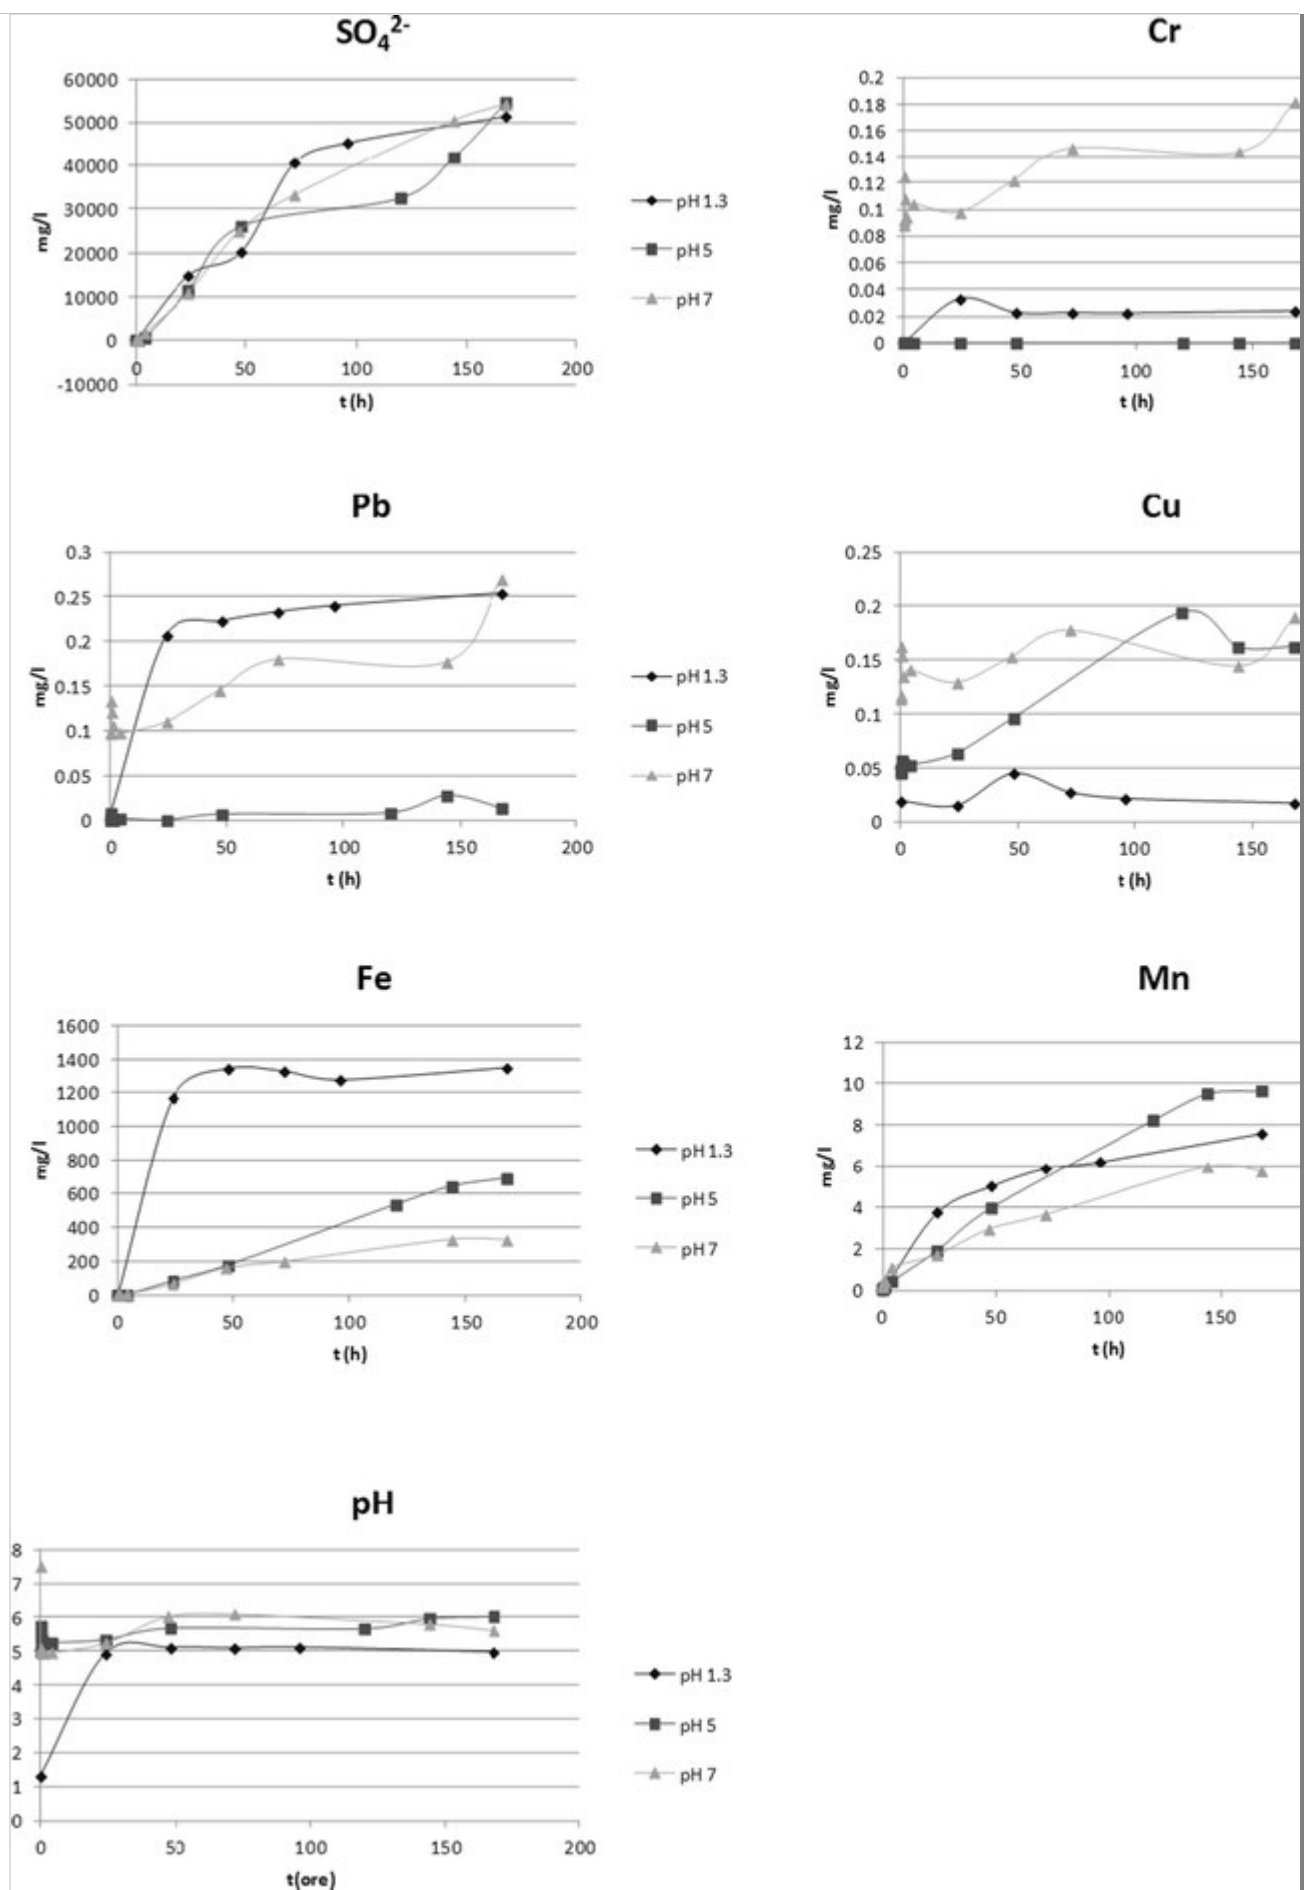 SO₄²⁻
60000
50000
40000
30000
20000
10000
0
-10000
mg/l
0 50 100 150 200
t (h)
pH 1.3
pH 5
pH 7
Cr
0.2
0.18
0.16
0.14
0.12
0.1
0.08
0.06
0.04
0.02
0
mg/l
0 50 100 150
t (h)
Pb
0.3
0.25
0.2
0.15
0.1
0.05
0
mg/l
0 50 100 150 200
t (h)
pH 1.3
pH 5
pH 7
Cu
0.25
0.2
0.15
0.1
0.05
0
mg/l
0 50 100 150
t (h)
Fe
1600
1400
1200
1000
800
600
400
200
0
mg/l
0 50 100 150 200
t (h)
pH 1.3
pH 5
pH 7
Mn
12
10
8
6
4
2
0
mg/l
0 50 100 150
t (h)
pH
8
7
6
5
4
3
2
1
0
0 50 100 150 200
t(ore)
pH 1.3
pH 5
pH 7